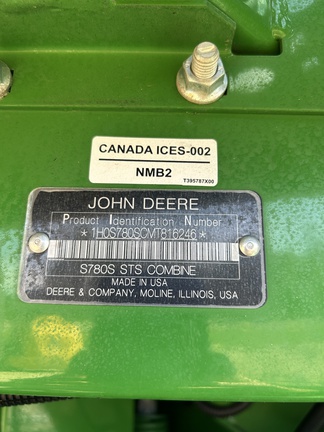 CANADA ICES-002
NMB2
T395787X00
JOHN DEERE
Product Identification Number
*1H0S780SCMT816246*
S780S STS COMBINE
MADE IN USA
DEERE & COMPANY, MOLINE, ILLINOIS, USA